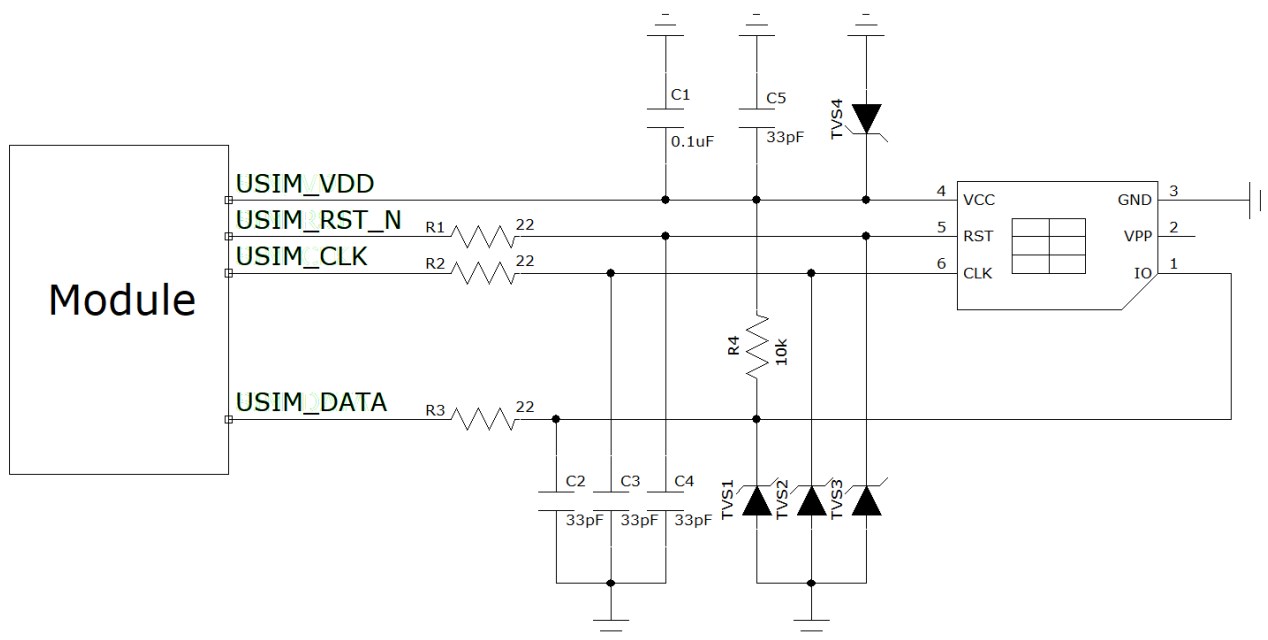 C1
0.1uF
C5
33pF
TVS4
USIM_VDD
USIM_RST_N
USIM_CLK
USIM_DATA
Module
R1
22
R2
22
R3
22
R4
10k
4
VCC
GND
3
5
RST
VPP
2
6
CLK
IO
1
C2
33pF
C3
33pF
C4
33pF
TVS1
TVS2
TVS3